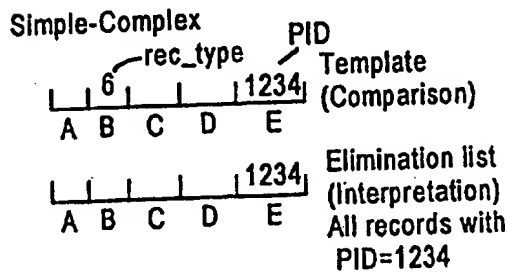 Simple-Complex
rec_type
PID
6
1234
Template
(Comparison)
A B C D E
1234
Elimination list
(Interpretation)
All records with
PID=1234
A B C D E